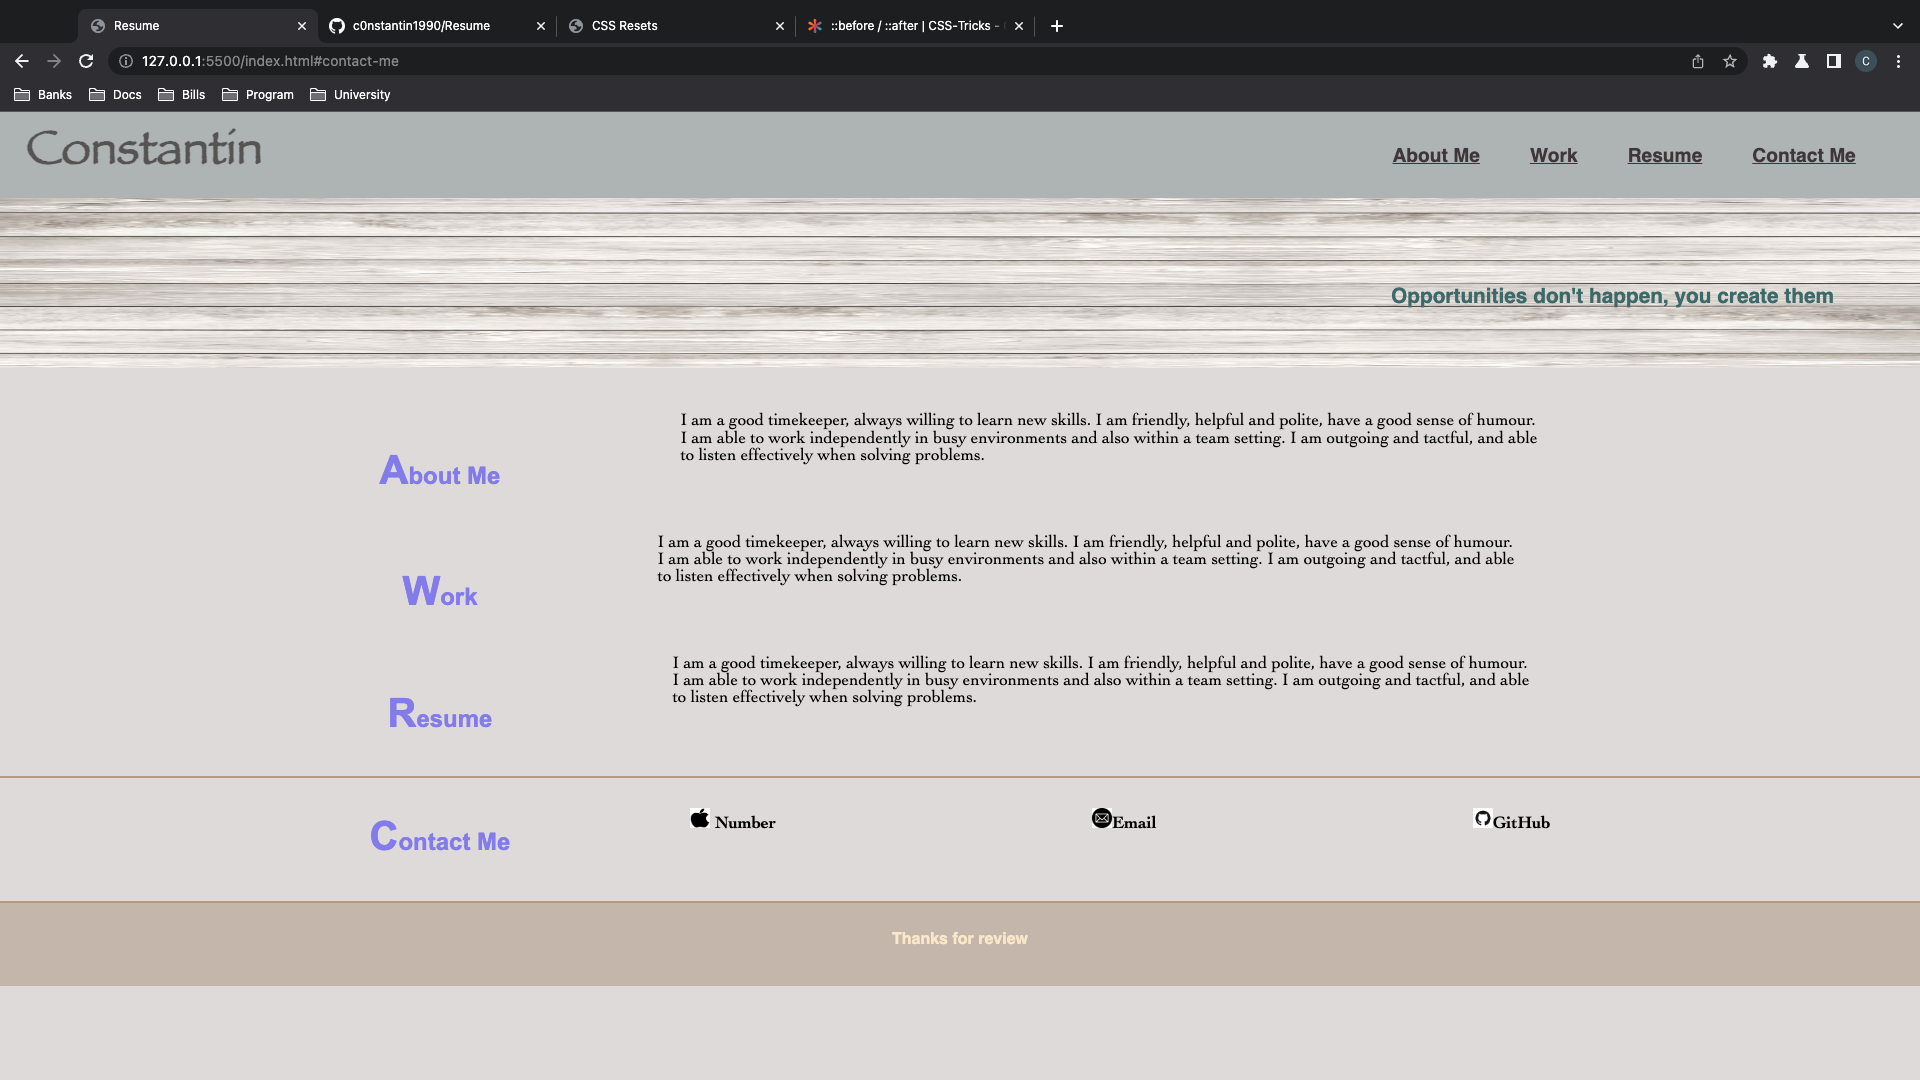 Resume
c0nstantin1990/Resume
CSS Resets
::before / ::after | CSS-Tricks -
127.0.0.1:5500/index.html#contact-me
C
Banks Docs Bills Program University
Constantin
About Me Work Resume Contact Me
Opportunities don't happen, you create them
About Me
I am a good timekeeper, always willing to learn new skills. I am friendly, helpful and polite, have a good sense of humour.
I am able to work independently in busy environments and also within a team setting. I am outgoing and tactful, and able
to listen effectively when solving problems.
Work
I am a good timekeeper, always willing to learn new skills. I am friendly, helpful and polite, have a good sense of humour.
I am able to work independently in busy environments and also within a team setting. I am outgoing and tactful, and able
to listen effectively when solving problems.
Resume
I am a good timekeeper, always willing to learn new skills. I am friendly, helpful and polite, have a good sense of humour.
I am able to work independently in busy environments and also within a team setting. I am outgoing and tactful, and able
to listen effectively when solving problems.
Contact Me
Number
Email
GitHub
Thanks for review